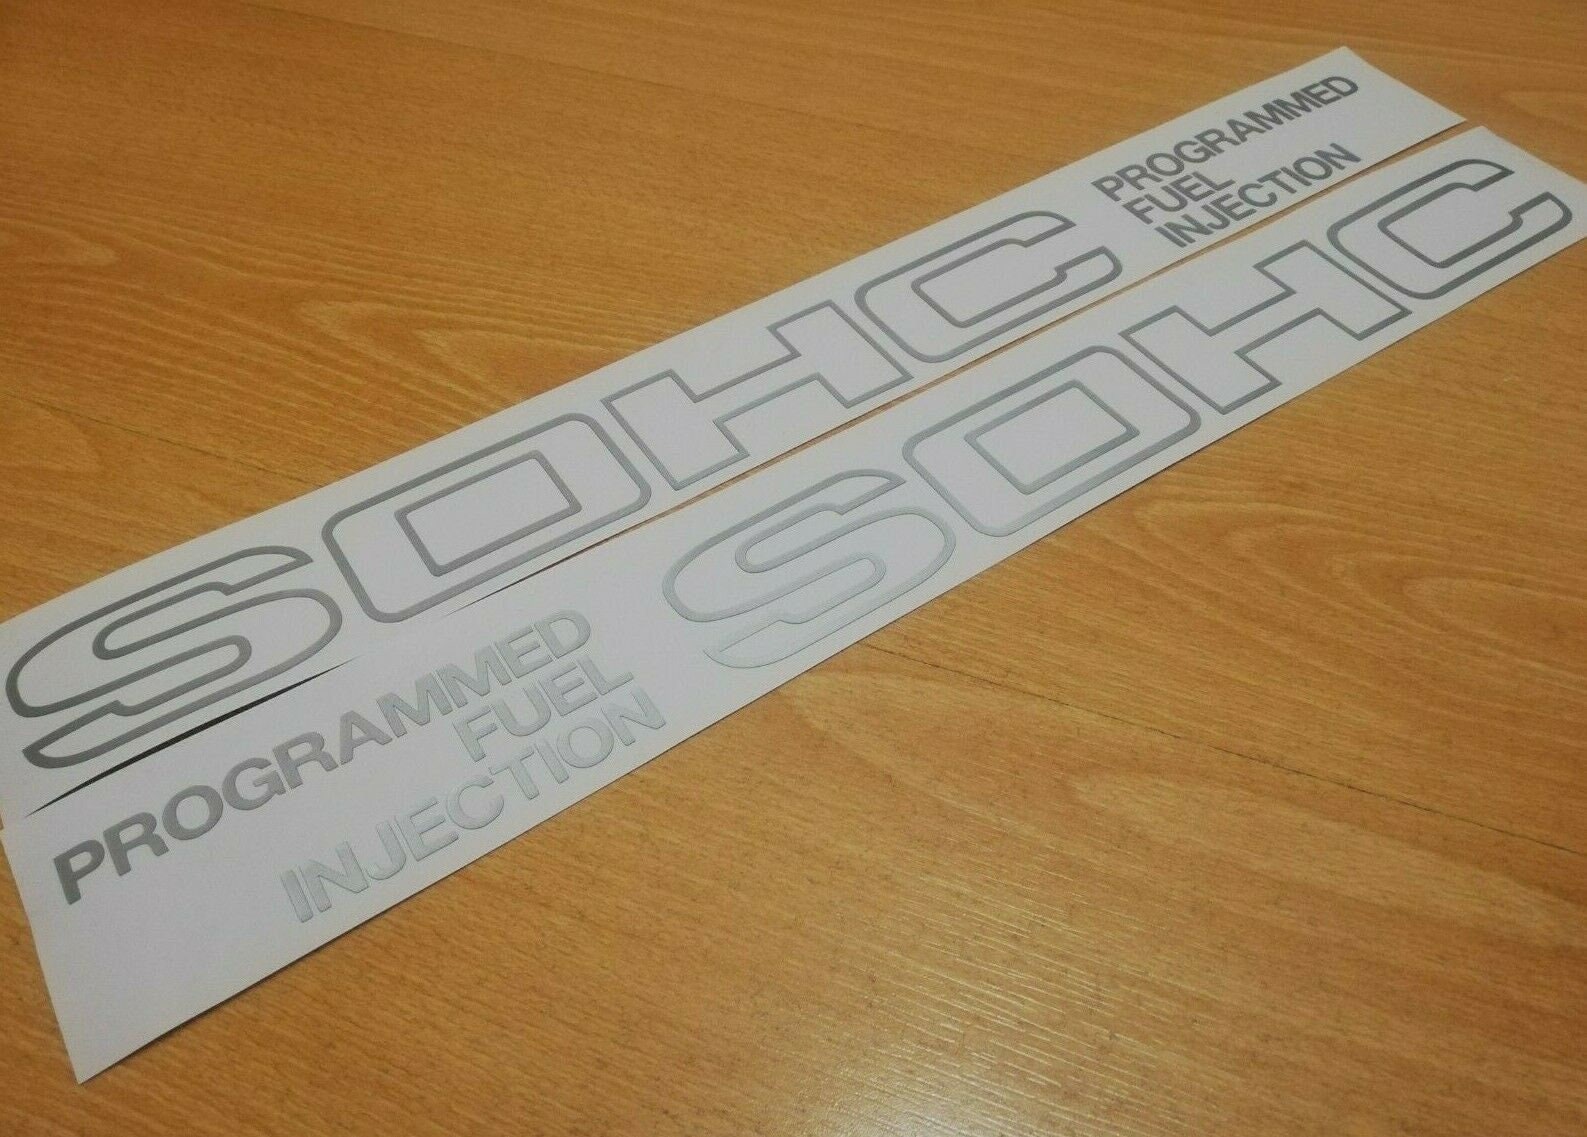 SOHC
PROGRAMMED
FUEL
INJECTION
PROGRAMMED
FUEL
INJECTION
SOHC